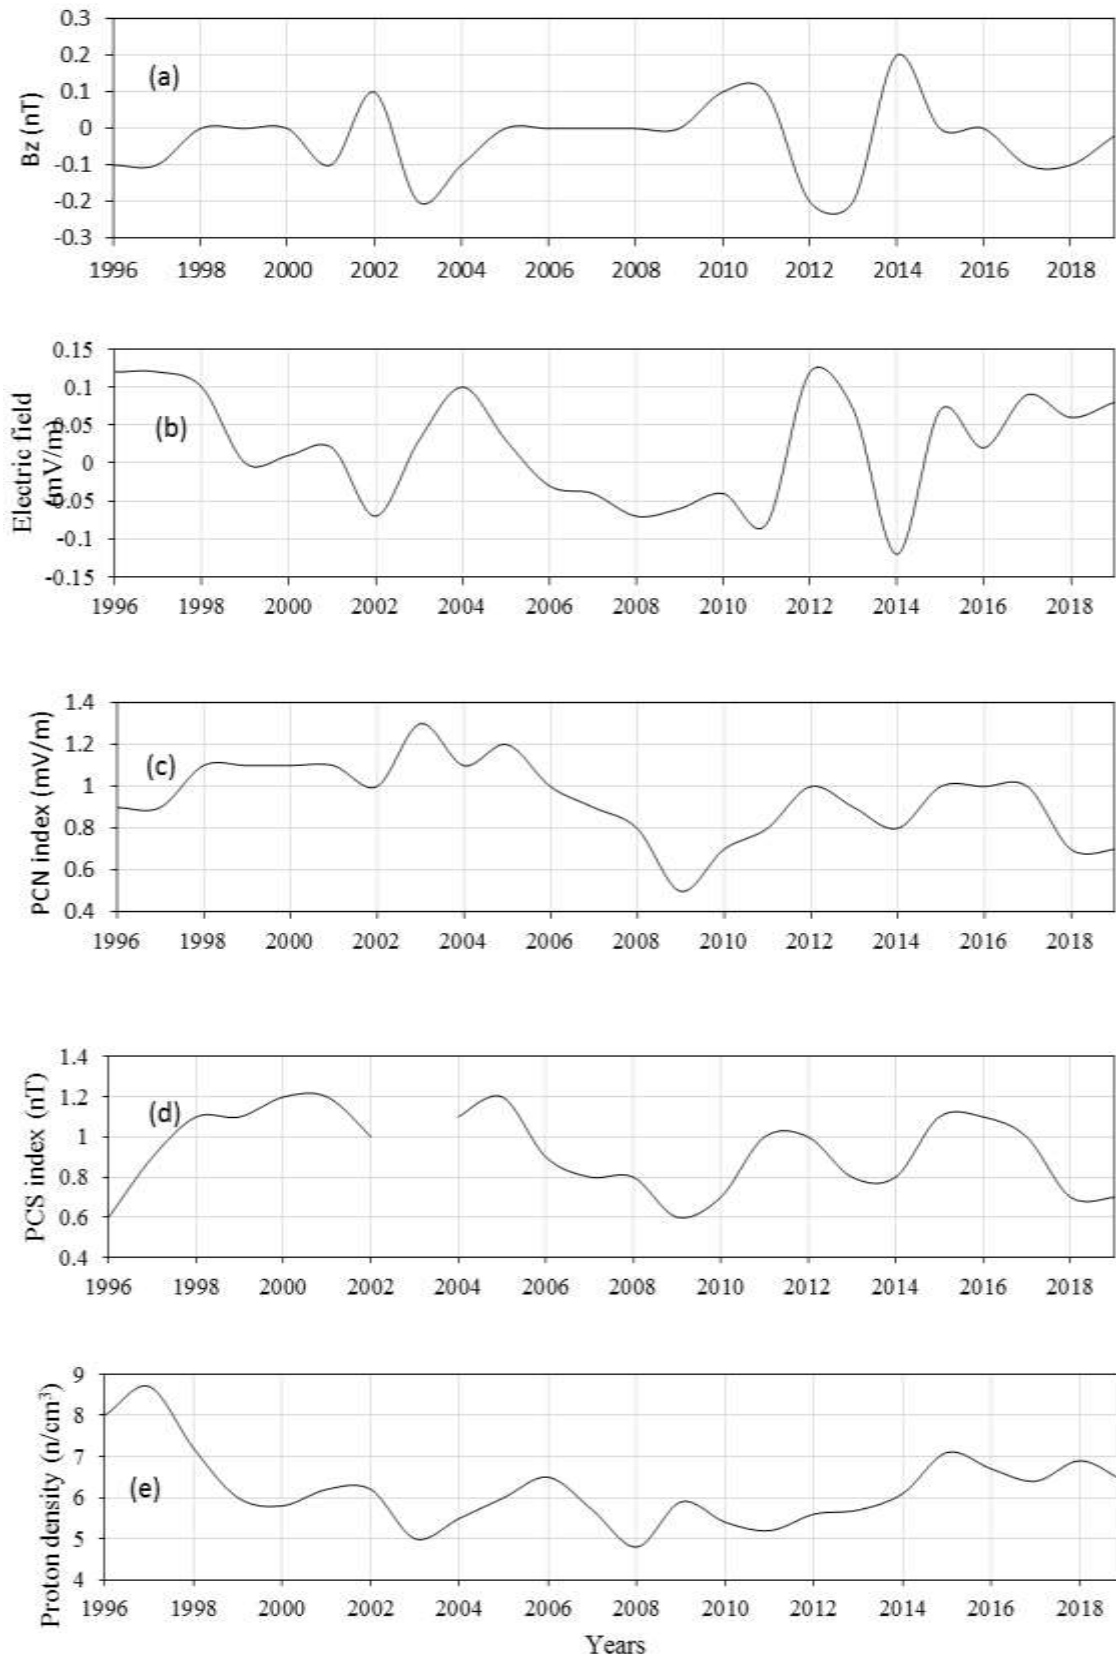 0.3
0.2
0.1
0
-0.1
-0.2
-0.3
Bz (nT)
(a)
1996 1998 2000 2002 2004 2006 2008 2010 2012 2014 2016 2018
0.15
0.1
0.05
0
-0.05
-0.1
-0.15
Electric field
(mV/m)
(b)
1996 1998 2000 2002 2004 2006 2008 2010 2012 2014 2016 2018
1.4
1.2
1
0.8
0.6
0.4
PCN index (mV/m)
(c)
1996 1998 2000 2002 2004 2006 2008 2010 2012 2014 2016 2018
1.4
1.2
1
0.8
0.6
0.4
PCS index (nT)
(d)
1996 1998 2000 2002 2004 2006 2008 2010 2012 2014 2016 2018
9
8
7
6
5
4
Proton density (n/cm³)
(e)
1996 1998 2000 2002 2004 2006 2008 2010 2012 2014 2016 2018
Years